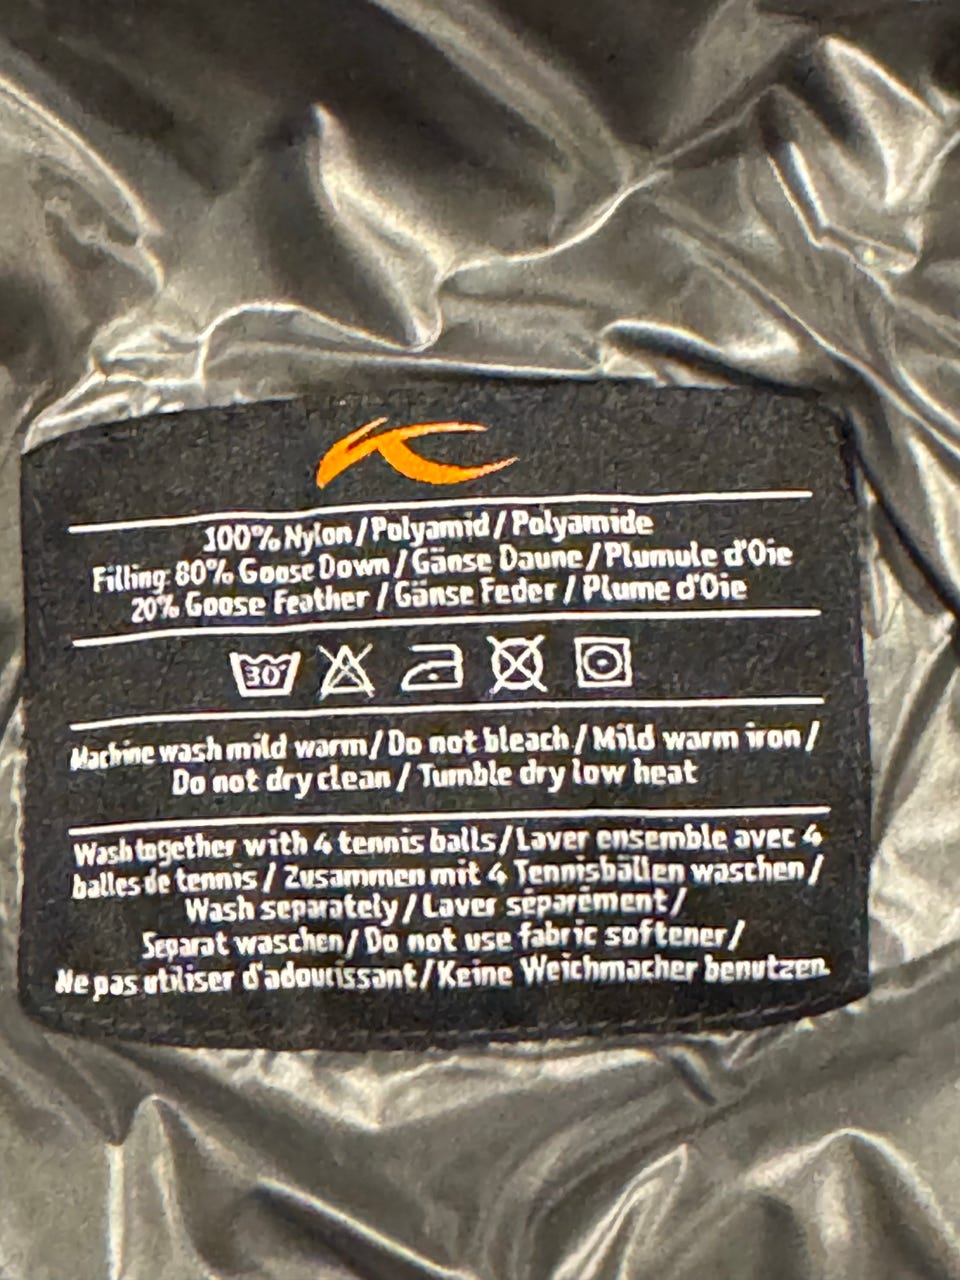 100% Nylon / Polyamid / Polyamide
Filling: 80% Goose Down / Gänse Daune / Plumule d'Oie
20% Goose Feather / Gänse Feder / Plume d'Oie
30°
Machine wash mild warm / Do not bleach / Mild warm iron /
Do not dry clean / Tumble dry low heat
Wash together with 4 tennis balls / Laver ensemble avec 4
balles de tennis / Zusammen mit 4 Tennisbällen waschen /
Wash separately / Laver séparément /
Separat waschen / Do not use fabric softener /
Ne pas utiliser d'adoucissant / Keine Weichmacher benutzen.